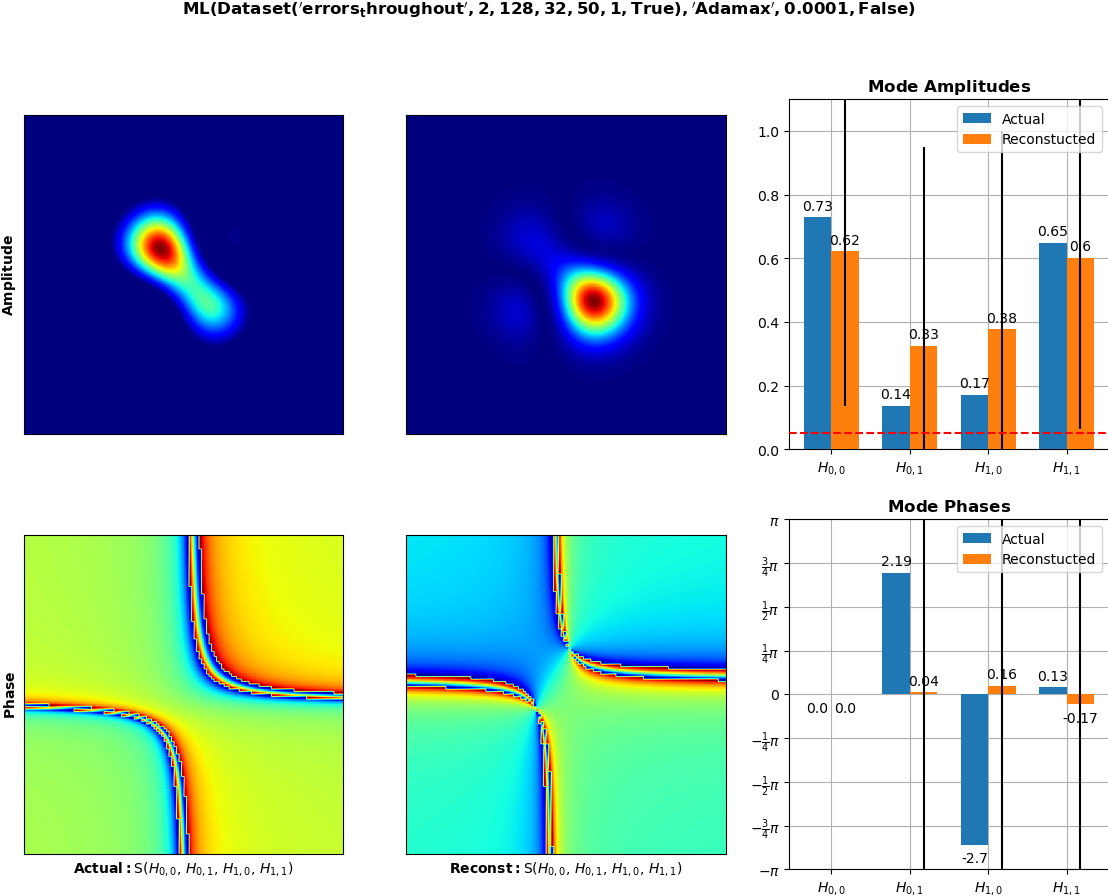 ML(Dataset('errors_throughout', 2, 128, 32, 50, 1, True), 'Adamax', 0.0001, False)
Amplitude
Mode Amplitudes
Actual
Reconstucted
1.0
0.8
0.6
0.4
0.2
0.0
0.73
0.62
0.14
0.33
0.17
0.38
0.65
0.6
H0,0
H0,1
H1,0
H1,1
Phase
Actual: S(H0,0, H0,1, H1,0, H1,1)
Reconst: S(H0,0, H0,1, H1,0, H1,1)
Mode Phases
Actual
Reconstucted
π
3/4π
1/2π
1/4π
0
−1/4π
−1/2π
−3/4π
−π
0.0
0.0
2.19
0.04
-2.7
0.16
0.13
-0.17
H0,0
H0,1
H1,0
H1,1